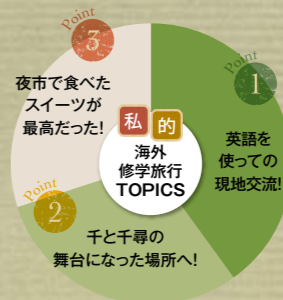 私的
海外
修学旅行
TOPICS
Point
1
英語を
使っての
現地交流!
Point
2
千と千尋の
舞台になった場所へ!
Point
3
夜市で食べた
スイーツが
最高だった!